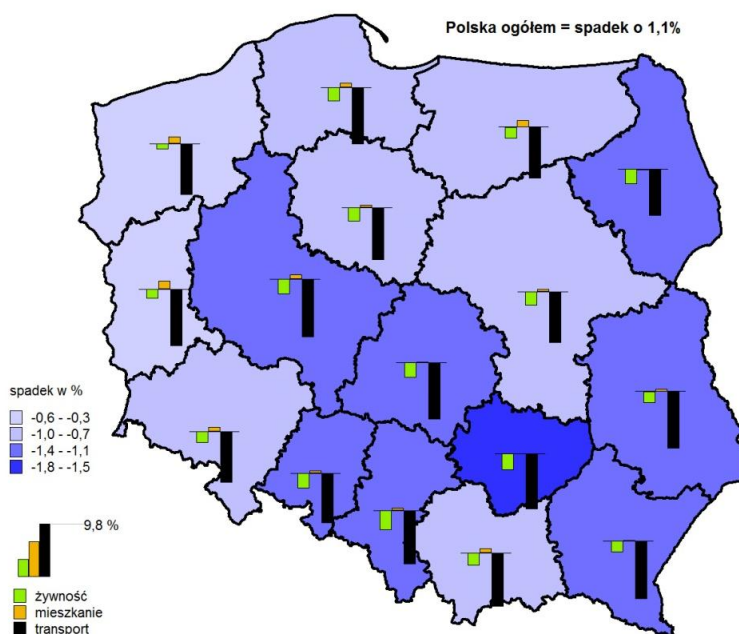 Polska ogółem = spadek o 1,1%
spadek w %
-0,6 - -0,3
-1,0 - -0,7
-1,4 - -1,1
-1,8 - -1,5
9,8 %
żywność
mieszkanie
transport